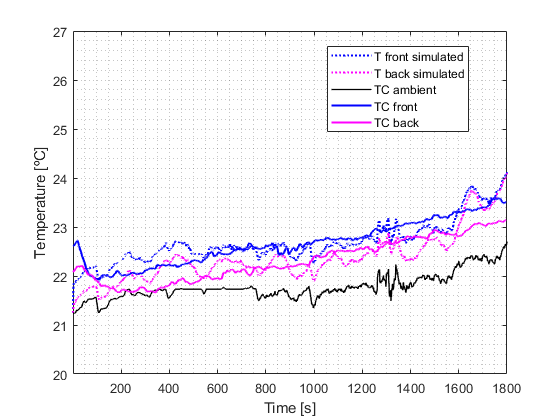 27
26
25
24
23
22
21
20
Temperature [ºC]
T front simulated
T back simulated
TC ambient
TC front
TC back
200 400 600 800 1000 1200 1400 1600 1800
Time [s]